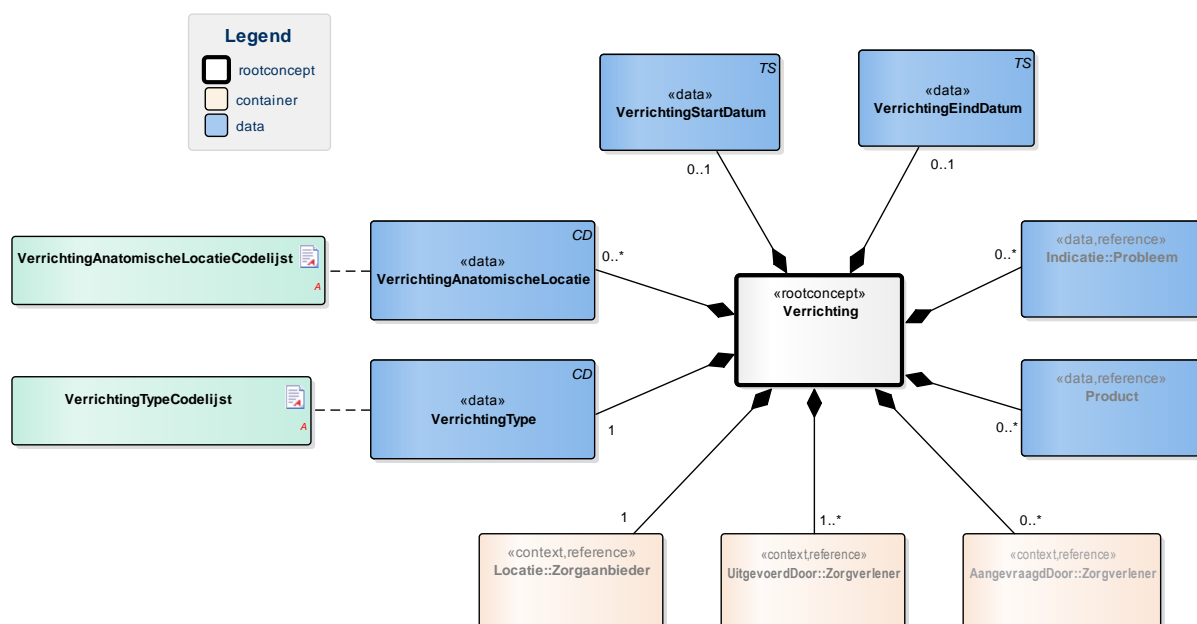 Legend
rootconcept
container
data
TS
«data»
VerrichtingStartDatum
0..1
TS
«data»
VerrichtingEindDatum
0..1
VerrichtingAnatomischeLocatieCodelijst
A
CD
«data»
VerrichtingAnatomischeLocatie
0..*
«rootconcept»
Verrichting
«data,reference»
Indicatie::Probleem
0..*
VerrichtingTypeCodelijst
A
CD
«data»
VerrichtingType
1
«data,reference»
Product
0..*
1
«context,reference»
Locatie::Zorgaanbieder
1..*
«context,reference»
UitgevoerdDoor::Zorgverlener
0..*
«context,reference»
AangevraagdDoor::Zorgverlener